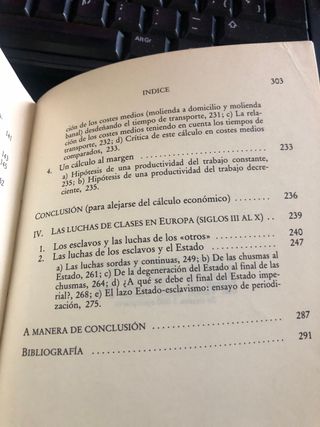 INDICE 303
ción de los costes medios (molienda a domicilio y molienda
banal) desdeñando el tiempo de transporte, 231; c) La rela-
ción de los costes medios teniendo en cuenta los tiempos de
transporte, 232; d) Crítica de este cálculo en costes medios
comparados, 233.
4. Un cálculo al margen 233
a) Hipótesis de una productividad del trabajo constante,
235; b) Hipótesis de una productividad del trabajo decre-
ciente, 235.
CONCLUSIÓN (para alejarse del cálculo económico) 236
IV. LAS LUCHAS DE CLASES EN EUROPA (SIGLOS III AL X) 239
1. Los esclavos y las luchas de los «otros» 240
2. Las luchas de los esclavos y el Estado 247
a) Las luchas sordas y continuas, 249; b) De las chusmas al
Estado, 261; c) De la degeneración del Estado al final de las
chusmas, 264; d) ¿A qué se debe el final del Estado imperial
rial?, 268; e) El lazo Estado-esclavismo: ensayo de periodi-
zación, 275.
A MANERA DE CONCLUSIÓN 287
BIBLIOGRAFÍA 291